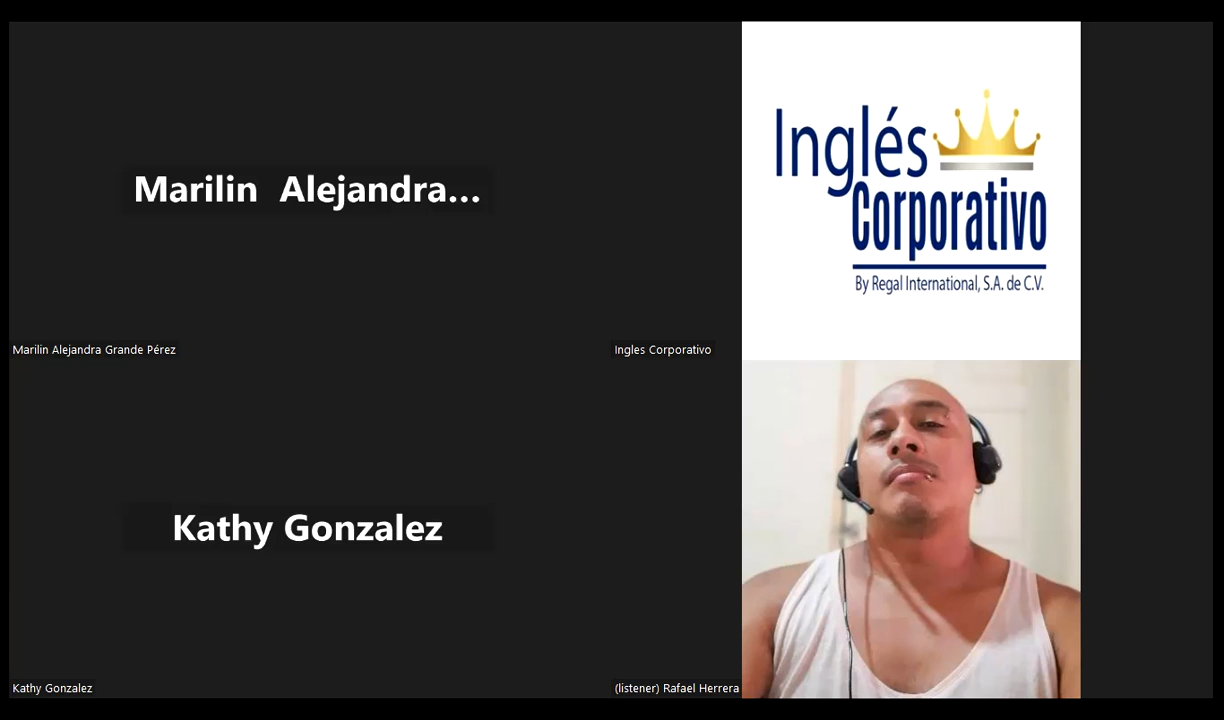 Marilin  Alejandra...
Marilin Alejandra Grande Pérez
Inglés
Corporativo
By Regal International, S.A. de C.V.
Ingles Corporativo
Kathy Gonzalez
Kathy Gonzalez
(listener) Rafael Herrera